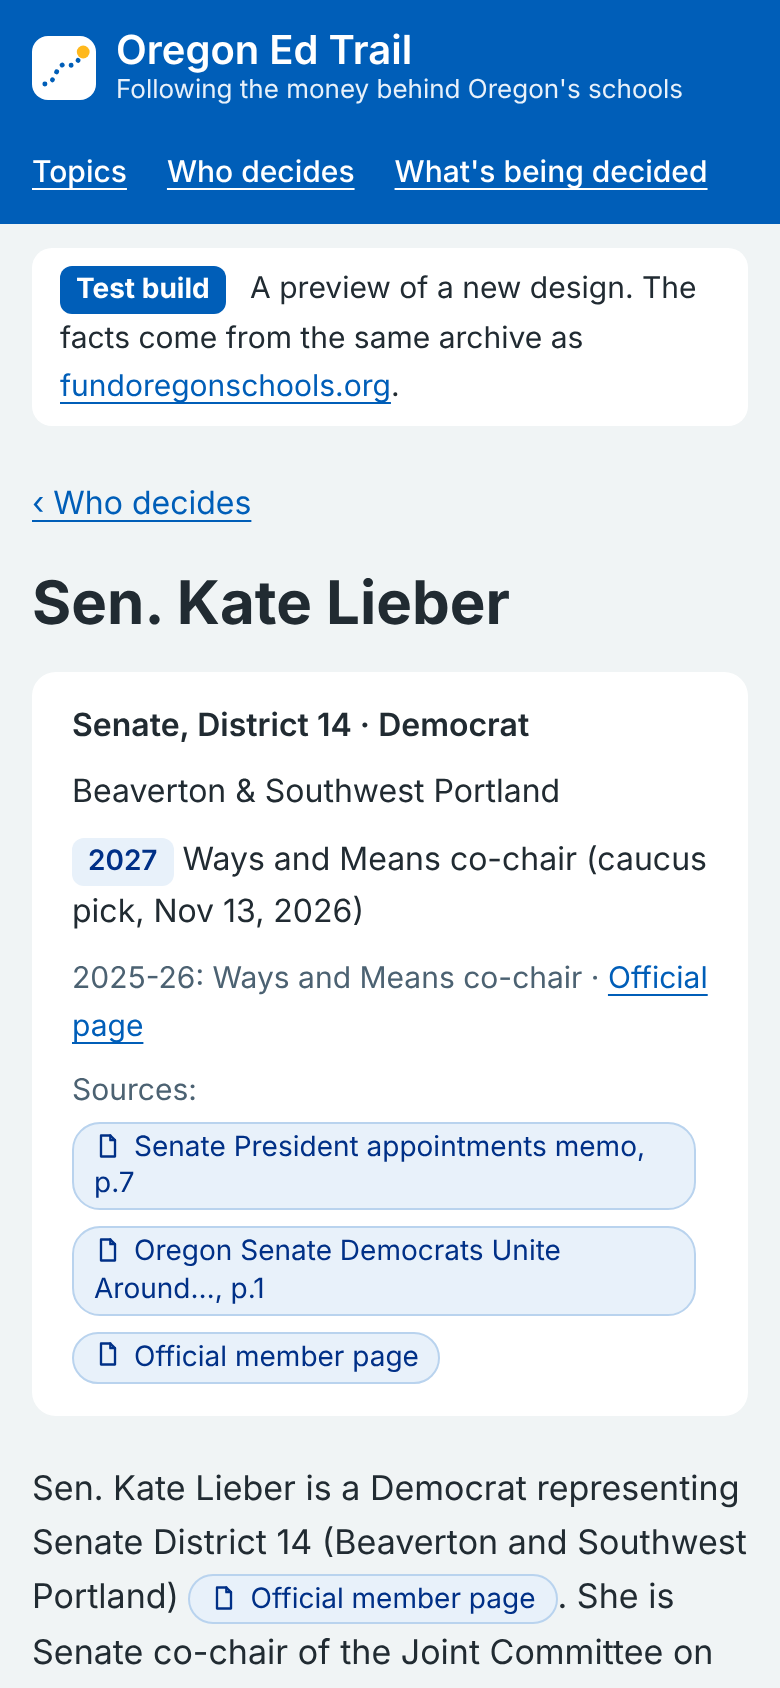 Oregon Ed Trail
Following the money behind Oregon's schools
Topics Who decides What's being decided
Test build A preview of a new design. The
facts come from the same archive as
fundoregonschools.org.
‹ Who decides
Sen. Kate Lieber
Senate, District 14 · Democrat
Beaverton & Southwest Portland
2027 Ways and Means co-chair (caucus
pick, Nov 13, 2026)
2025-26: Ways and Means co-chair · Official
page
Sources:
Senate President appointments memo,
p.7
Oregon Senate Democrats Unite
Around..., p.1
Official member page
Sen. Kate Lieber is a Democrat representing
Senate District 14 (Beaverton and Southwest
Portland) Official member page. She is
Senate co-chair of the Joint Committee on